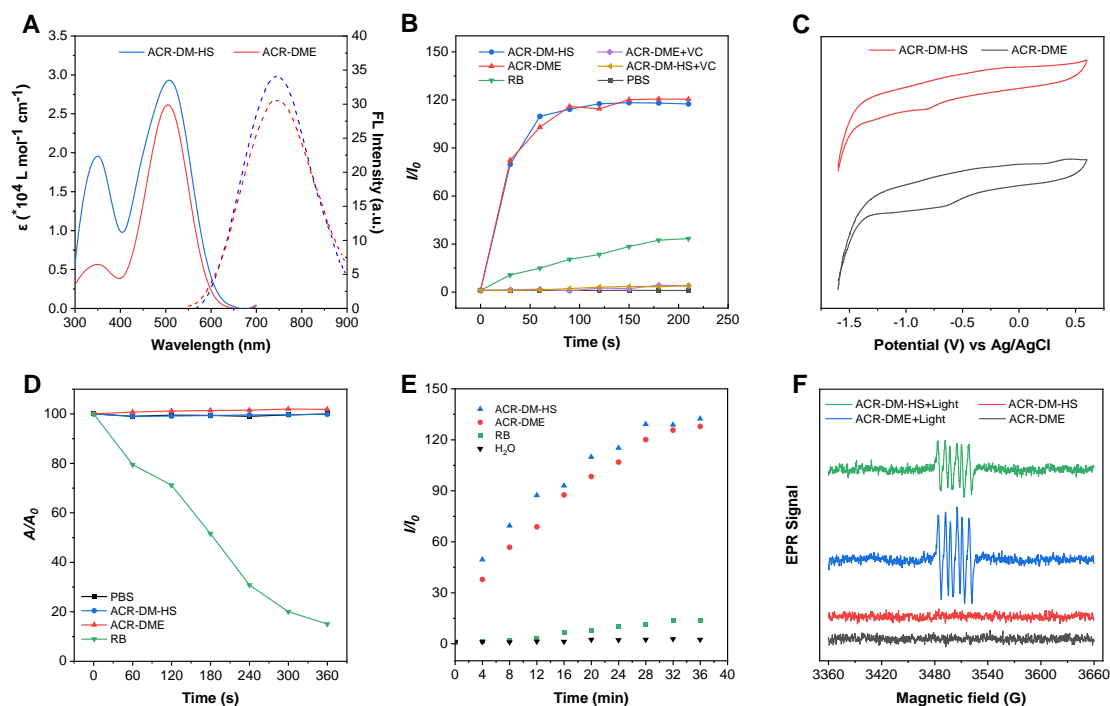 A
ACR-DM-HS ACR-DME
ε (*10⁴ L mol⁻¹ cm⁻¹)
3.5
3.0
2.5
2.0
1.5
1.0
0.5
0.0
40
35
30
25
20
15
10
5
0
FL Intensity (a.u.)
300 400 500 600 700 800 900
Wavelength (nm)
B
ACR-DM-HS ACR-DME+VC
ACR-DME ACR-DM-HS+VC
RB PBS
I/I₀
150
120
90
60
30
0
0 50 100 150 200 250
Time (s)
C
ACR-DM-HS ACR-DME
-1.5 -1.0 -0.5 0.0 0.5
Potential (V) vs Ag/AgCl
D
A/A₀
100
80
60
40
20
0
PBS
ACR-DM-HS
ACR-DME
RB
0 60 120 180 240 300 360
Time (s)
E
ACR-DM-HS
ACR-DME
RB
H₂O
I/I₀
150
120
90
60
30
0
0 4 8 12 16 20 24 28 32 36 40
Time (min)
F
ACR-DM-HS+Light ACR-DM-HS
ACR-DME+Light ACR-DME
EPR Signal
3360 3420 3480 3540 3600 3660
Magnetic field (G)